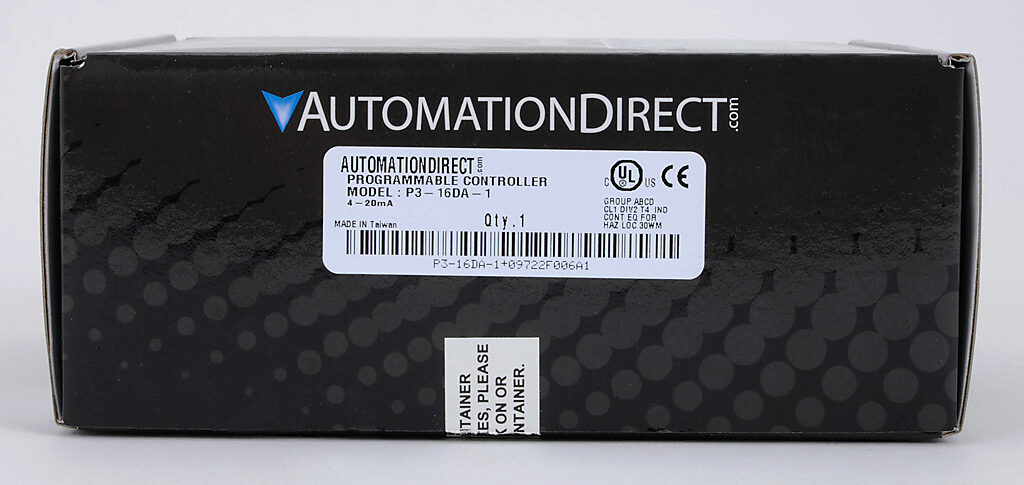 AUTOMATIONDIRECT.com
AUTOMATIONDIRECT.com
PROGRAMMABLE CONTROLLER
MODEL : P3-16DA-1
4-20mA
MADE IN Taiwan
Qty.1
C UL US CE
GROUP ABCD
CL1 DIV2 T4 IND
CONT EQ FOR
HAZ LOC 30WM
P3-16DA-1+09722F006A1
NTAINER
ES, PLEASE
ON OR
NTAINER.